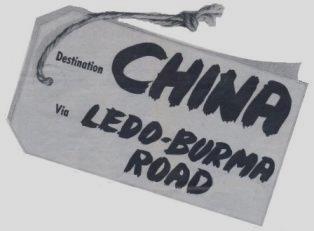 Destination CHINA
Via LEDO-BURMA
ROAD